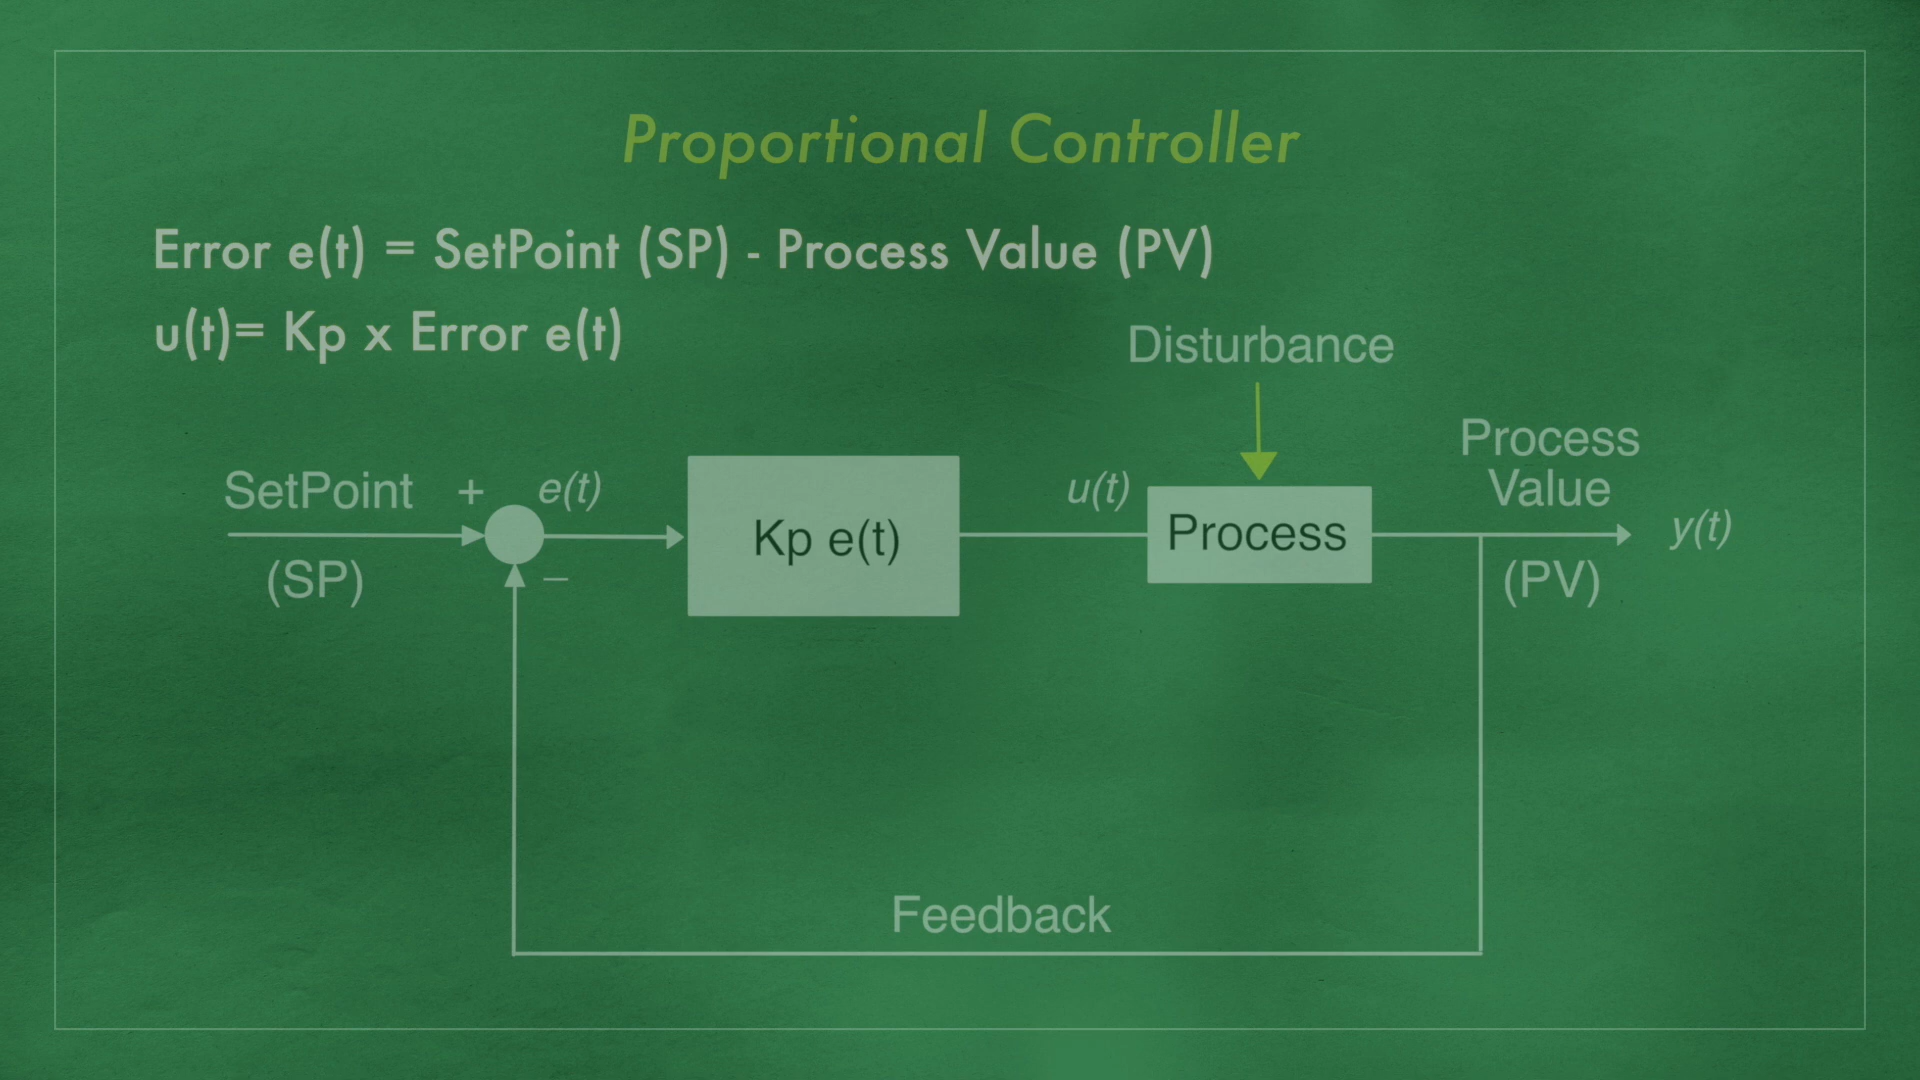 Proportional Controller
Error e(t) = SetPoint (SP) - Process Value (PV)
u(t)= Kp x Error e(t)
Disturbance
Process
Value
SetPoint
+
e(t)
Kp e(t)
u(t)
Process
y(t)
(SP)
–
(PV)
Feedback